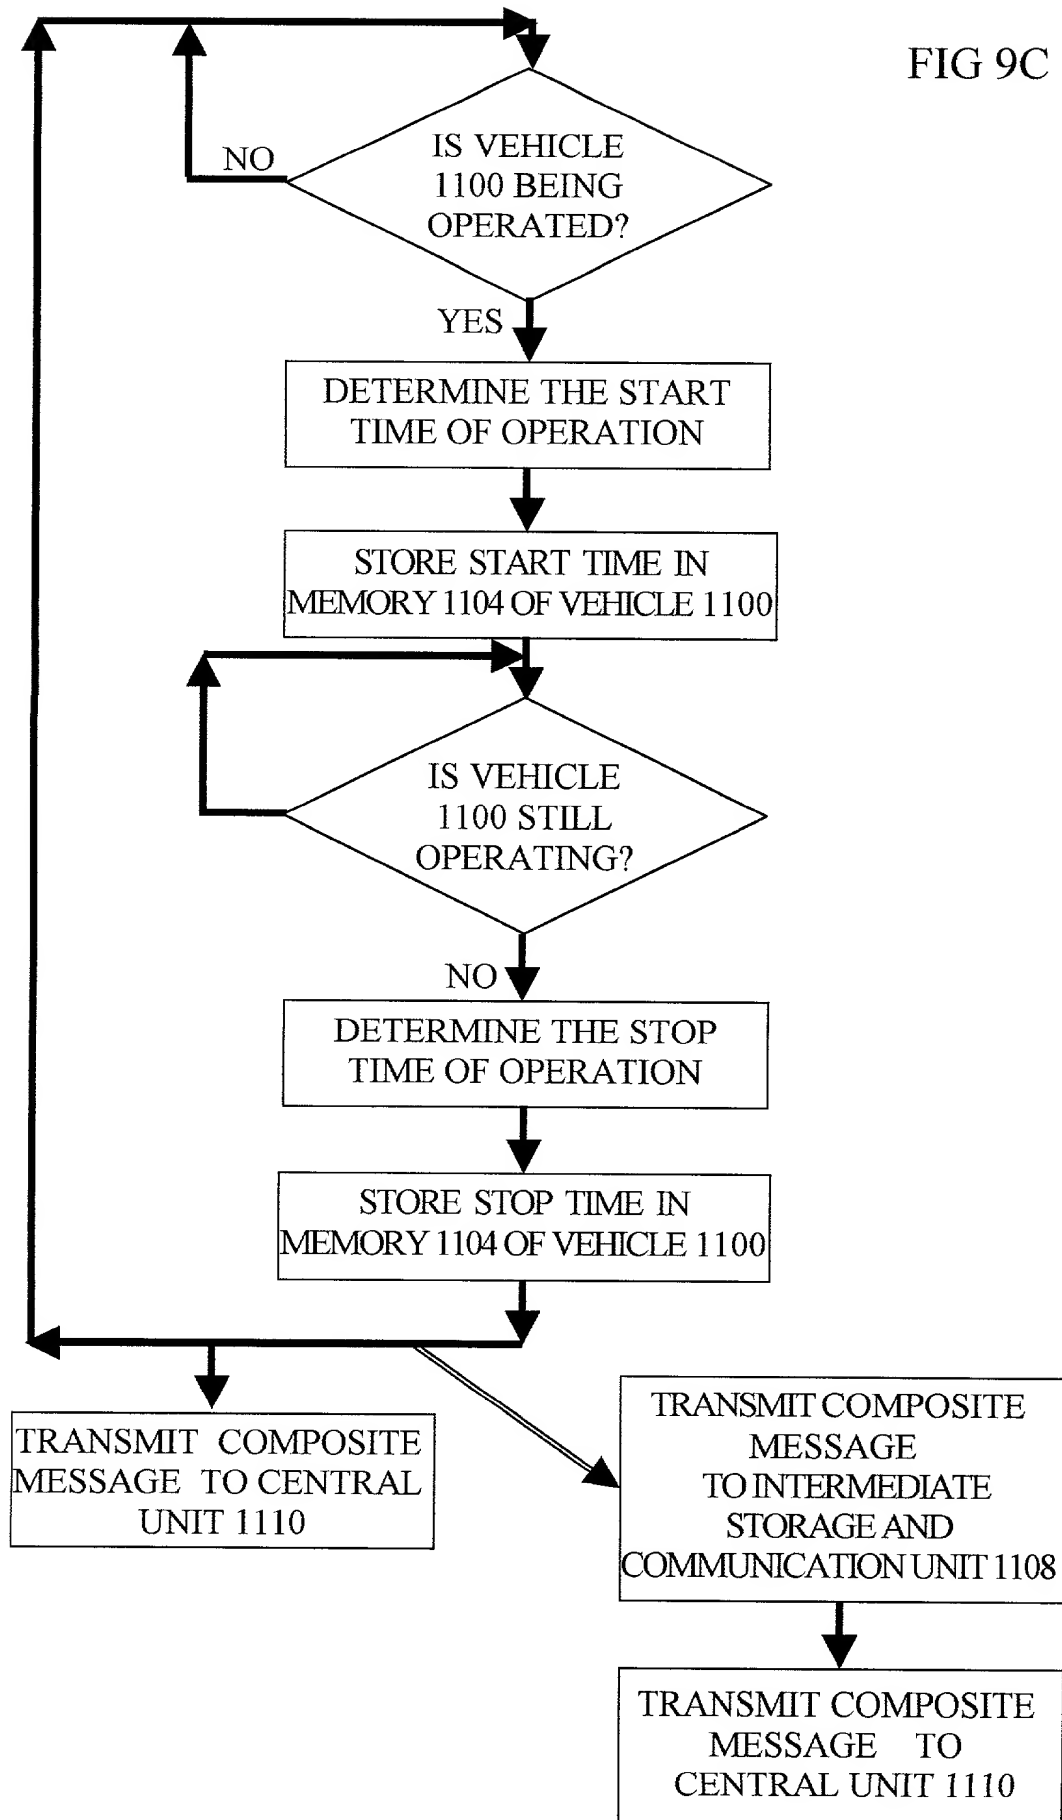 FIG 9C
IS VEHICLE
1100 BEING
OPERATED?
NO
YES
DETERMINE THE START
TIME OF OPERATION
STORE START TIME IN
MEMORY 1104 OF VEHICLE 1100
IS VEHICLE
1100 STILL
OPERATING?
NO
DETERMINE THE STOP
TIME OF OPERATION
STORE STOP TIME IN
MEMORY 1104 OF VEHICLE 1100
TRANSMIT COMPOSITE
MESSAGE TO CENTRAL
UNIT 1110
TRANSMIT COMPOSITE
MESSAGE
TO INTERMEDIATE
STORAGE AND
COMMUNICATION UNIT 1108
TRANSMIT COMPOSITE
MESSAGE TO
CENTRAL UNIT 1110